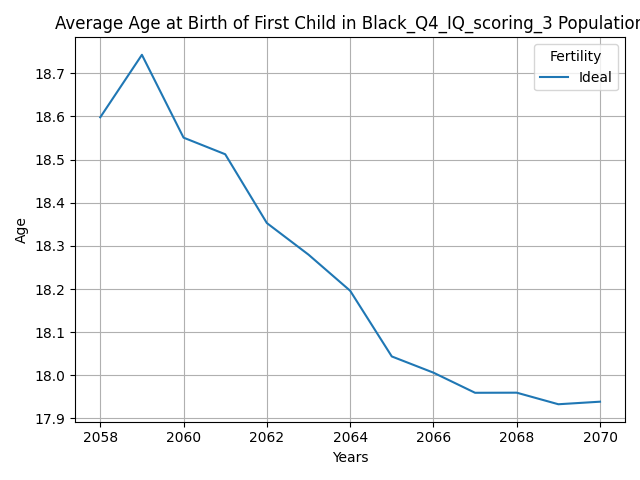 Average Age at Birth of First Child in Black_Q4_IQ_scoring_3 Population
Fertility
Ideal
18.7
18.6
18.5
18.4
18.3
18.2
18.1
18.0
17.9
Age
2058 2060 2062 2064 2066 2068 2070
Years